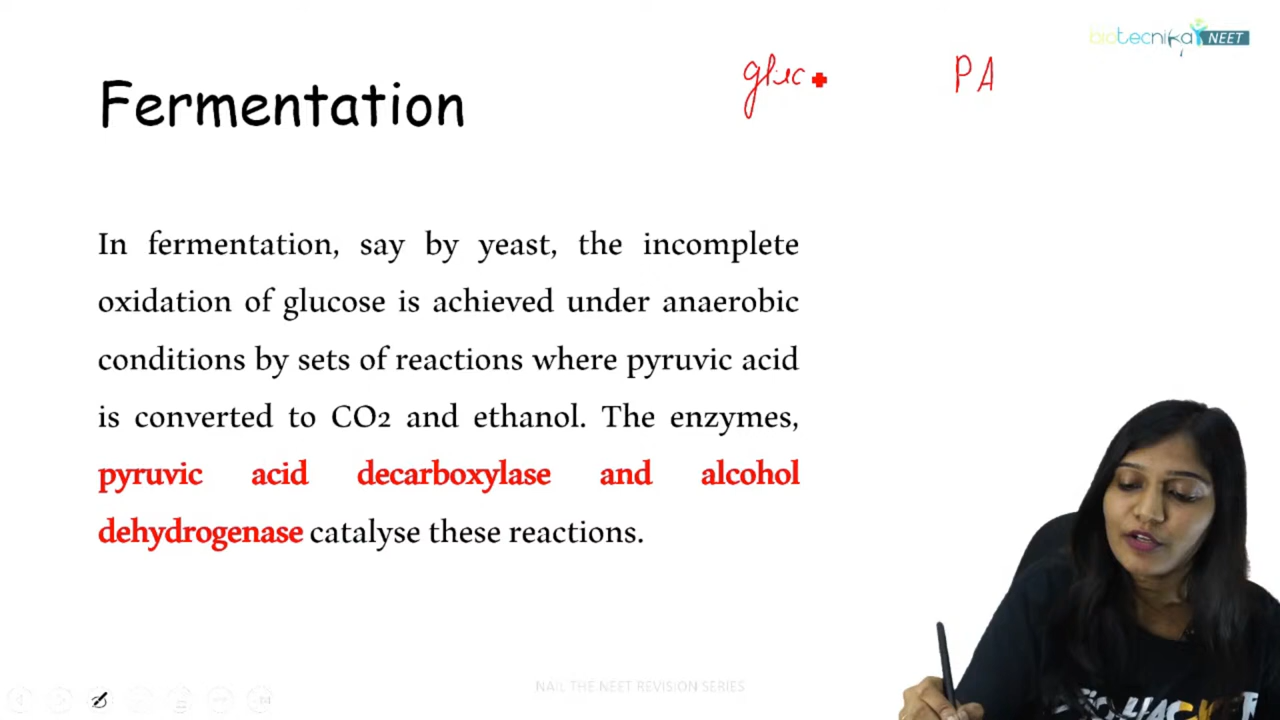 biotecnika NEET
gluc PA
Fermentation
In fermentation, say by yeast, the incomplete
oxidation of glucose is achieved under anaerobic
conditions by sets of reactions where pyruvic acid
is converted to CO2 and ethanol. The enzymes,
pyruvic acid decarboxylase and alcohol
dehydrogenase catalyse these reactions.
NAIL THE NEET REVISION SERIES